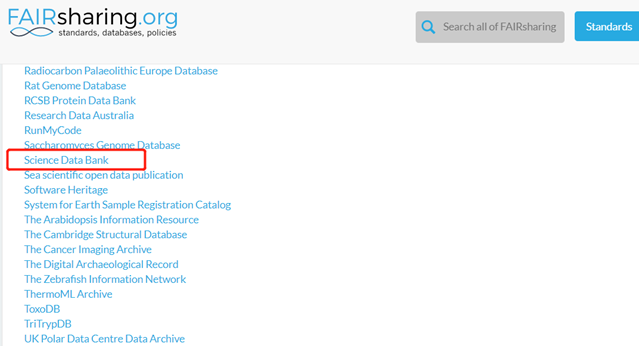 FAIRsharing.org
standards, databases, policies
Search all of FAIRsharing
Standards
Radiocarbon Palaeolithic Europe Database
Rat Genome Database
RCSB Protein Data Bank
Research Data Australia
RunMyCode
Saccharomyces Genome Database
Science Data Bank
Sea scientific open data publication
Software Heritage
System for Earth Sample Registration Catalog
The Arabidopsis Information Resource
The Cambridge Structural Database
The Cancer Imaging Archive
The Digital Archaeological Record
The Zebrafish Information Network
ThermoML Archive
ToxoDB
TriTrypDB
UK Polar Data Centre Data Archive